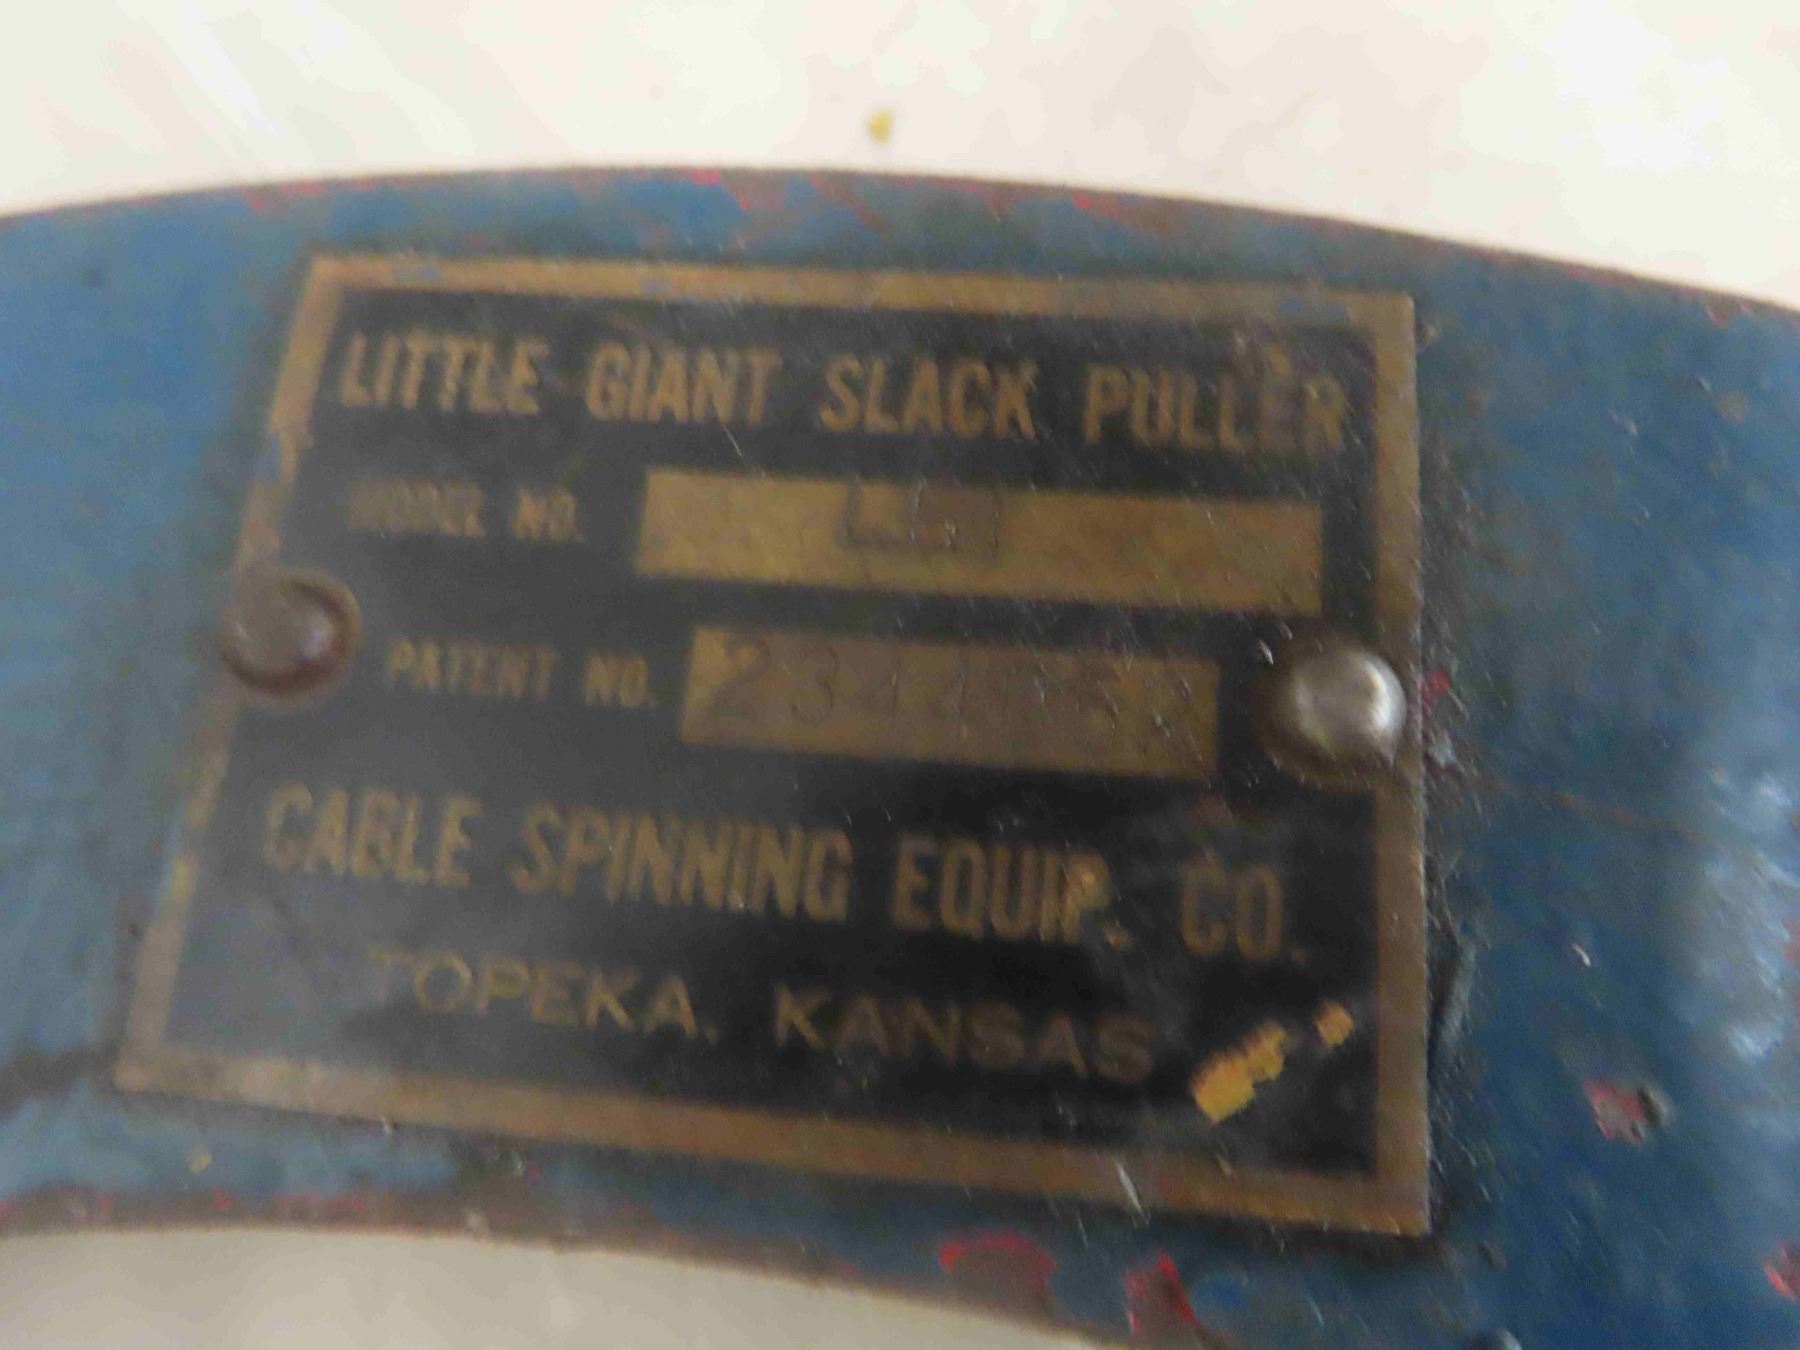 LITTLE GIANT SLACK PULLER
MODEL NO.
PATENT NO.
CABLE SPINNING EQUIP. CO.
TOPEKA, KANSAS